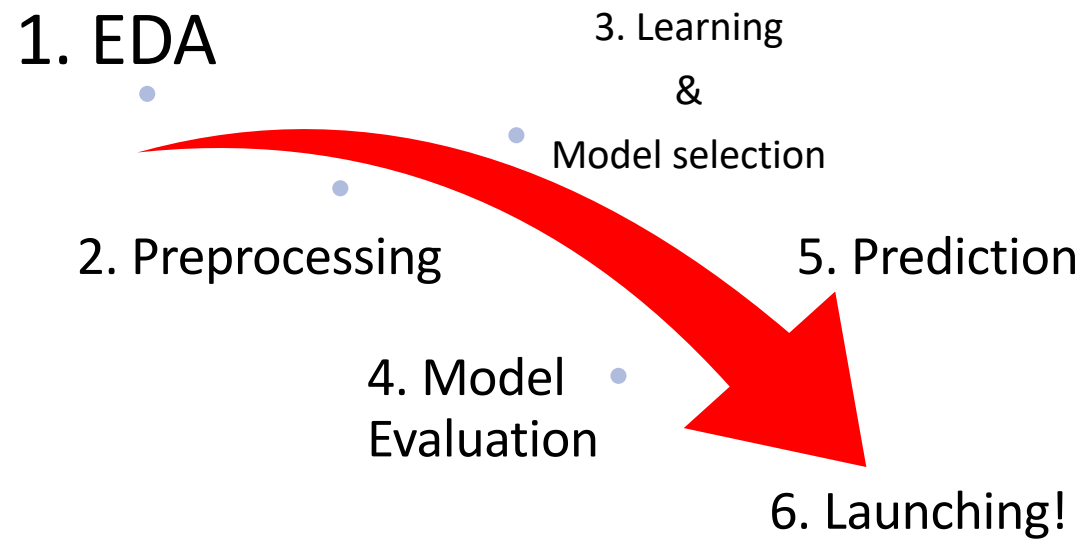 1. EDA
2. Preprocessing
3. Learning
&
Model selection
4. Model
Evaluation
5. Prediction
6. Launching!